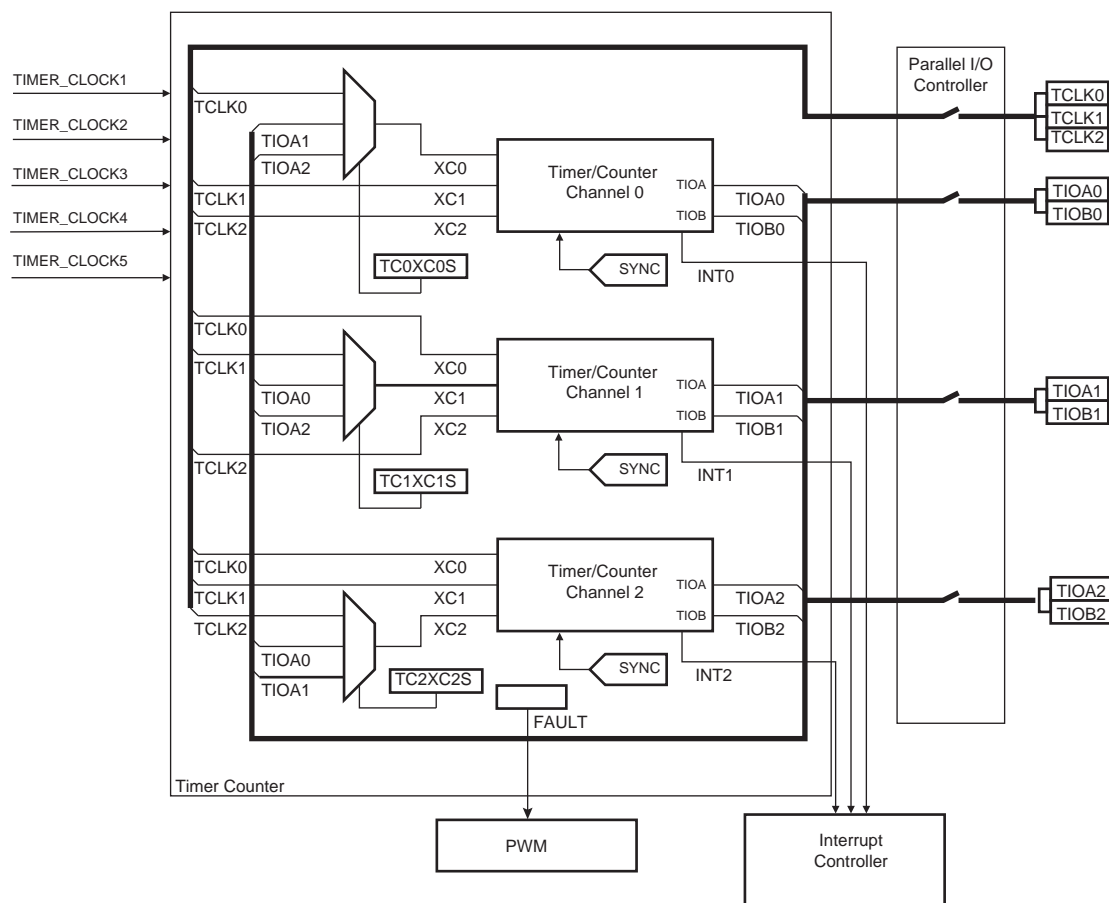 TIMER_CLOCK1
TIMER_CLOCK2
TIMER_CLOCK3
TIMER_CLOCK4
TIMER_CLOCK5
TCLK0
TIOA1
TIOA2
TCLK1
TCLK2
XC0
XC1
XC2
TC0XC0S
Timer/Counter
Channel 0
TIOA
TIOB
TIOA0
TIOB0
SYNC
INT0
TCLK0
TCLK1
TIOA0
TIOA2
TCLK2
XC0
XC1
XC2
TC1XC1S
Timer/Counter
Channel 1
TIOA
TIOB
TIOA1
TIOB1
SYNC
INT1
TCLK0
TCLK1
TCLK2
TIOA0
TIOA1
XC0
XC1
XC2
TC2XC2S
Timer/Counter
Channel 2
TIOA
TIOB
TIOA2
TIOB2
SYNC
INT2
FAULT
Timer Counter
PWM
Parallel I/O
Controller
TCLK0
TCLK1
TCLK2
TIOA0
TIOB0
TIOA1
TIOB1
TIOA2
TIOB2
Interrupt
Controller